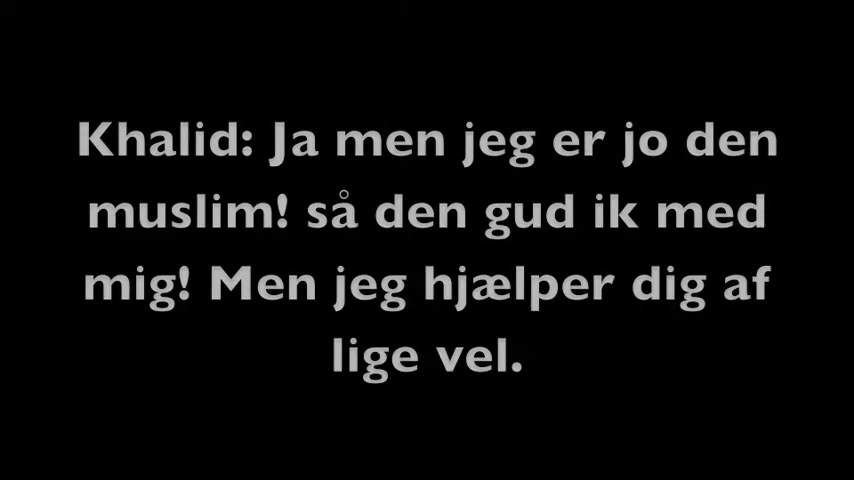 Khalid: Ja men jeg er jo den
muslim! så den gud ik med
mig! Men jeg hjælper dig af
lige vel.